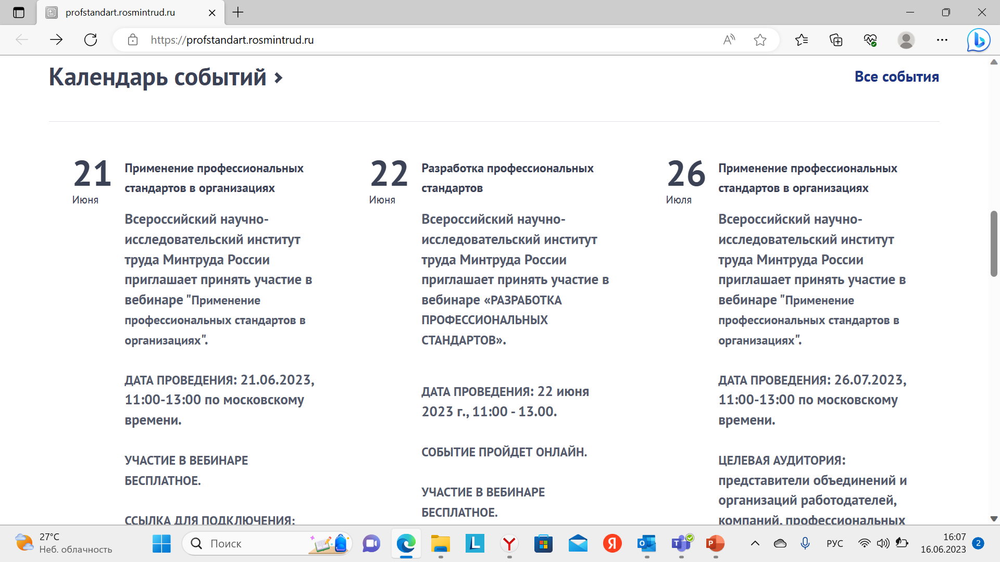 profstandart.rosmintrud.ru
https://profstandart.rosmintrud.ru
Календарь событий
Все события
21
Июня
Применение профессиональных
стандартов в организациях
Всероссийский научно-
исследовательский институт
труда Минтруда России
приглашает принять участие в
вебинаре "Применение
профессиональных стандартов в
организациях".
ДАТА ПРОВЕДЕНИЯ: 21.06.2023,
11:00-13:00 по московскому
времени.
УЧАСТИЕ В ВЕБИНАРЕ
БЕСПЛАТНОЕ.
ССЫЛКА ДЛЯ ПОДКЛЮЧЕНИЯ:
22
Июня
Разработка профессиональных
стандартов
Всероссийский научно-
исследовательский институт
труда Минтруда России
приглашает принять участие в
вебинаре «РАЗРАБОТКА
ПРОФЕССИОНАЛЬНЫХ
СТАНДАРТОВ».
ДАТА ПРОВЕДЕНИЯ: 22 июня
2023 г., 11:00 - 13.00.
СОБЫТИЕ ПРОЙДЕТ ОНЛАЙН.
УЧАСТИЕ В ВЕБИНАРЕ
БЕСПЛАТНОЕ.
26
Июля
Применение профессиональных
стандартов в организациях
Всероссийский научно-
исследовательский институт
труда Минтруда России
приглашает принять участие в
вебинаре "Применение
профессиональных стандартов в
организациях".
ДАТА ПРОВЕДЕНИЯ: 26.07.2023,
11:00-13:00 по московскому
времени.
ЦЕЛЕВАЯ АУДИТОРИЯ:
представители объединений и
организаций работодателей,
компаний, профессиональных
27°C
Неб. облачность
Поиск
РУС
16:07
16.06.2023
2